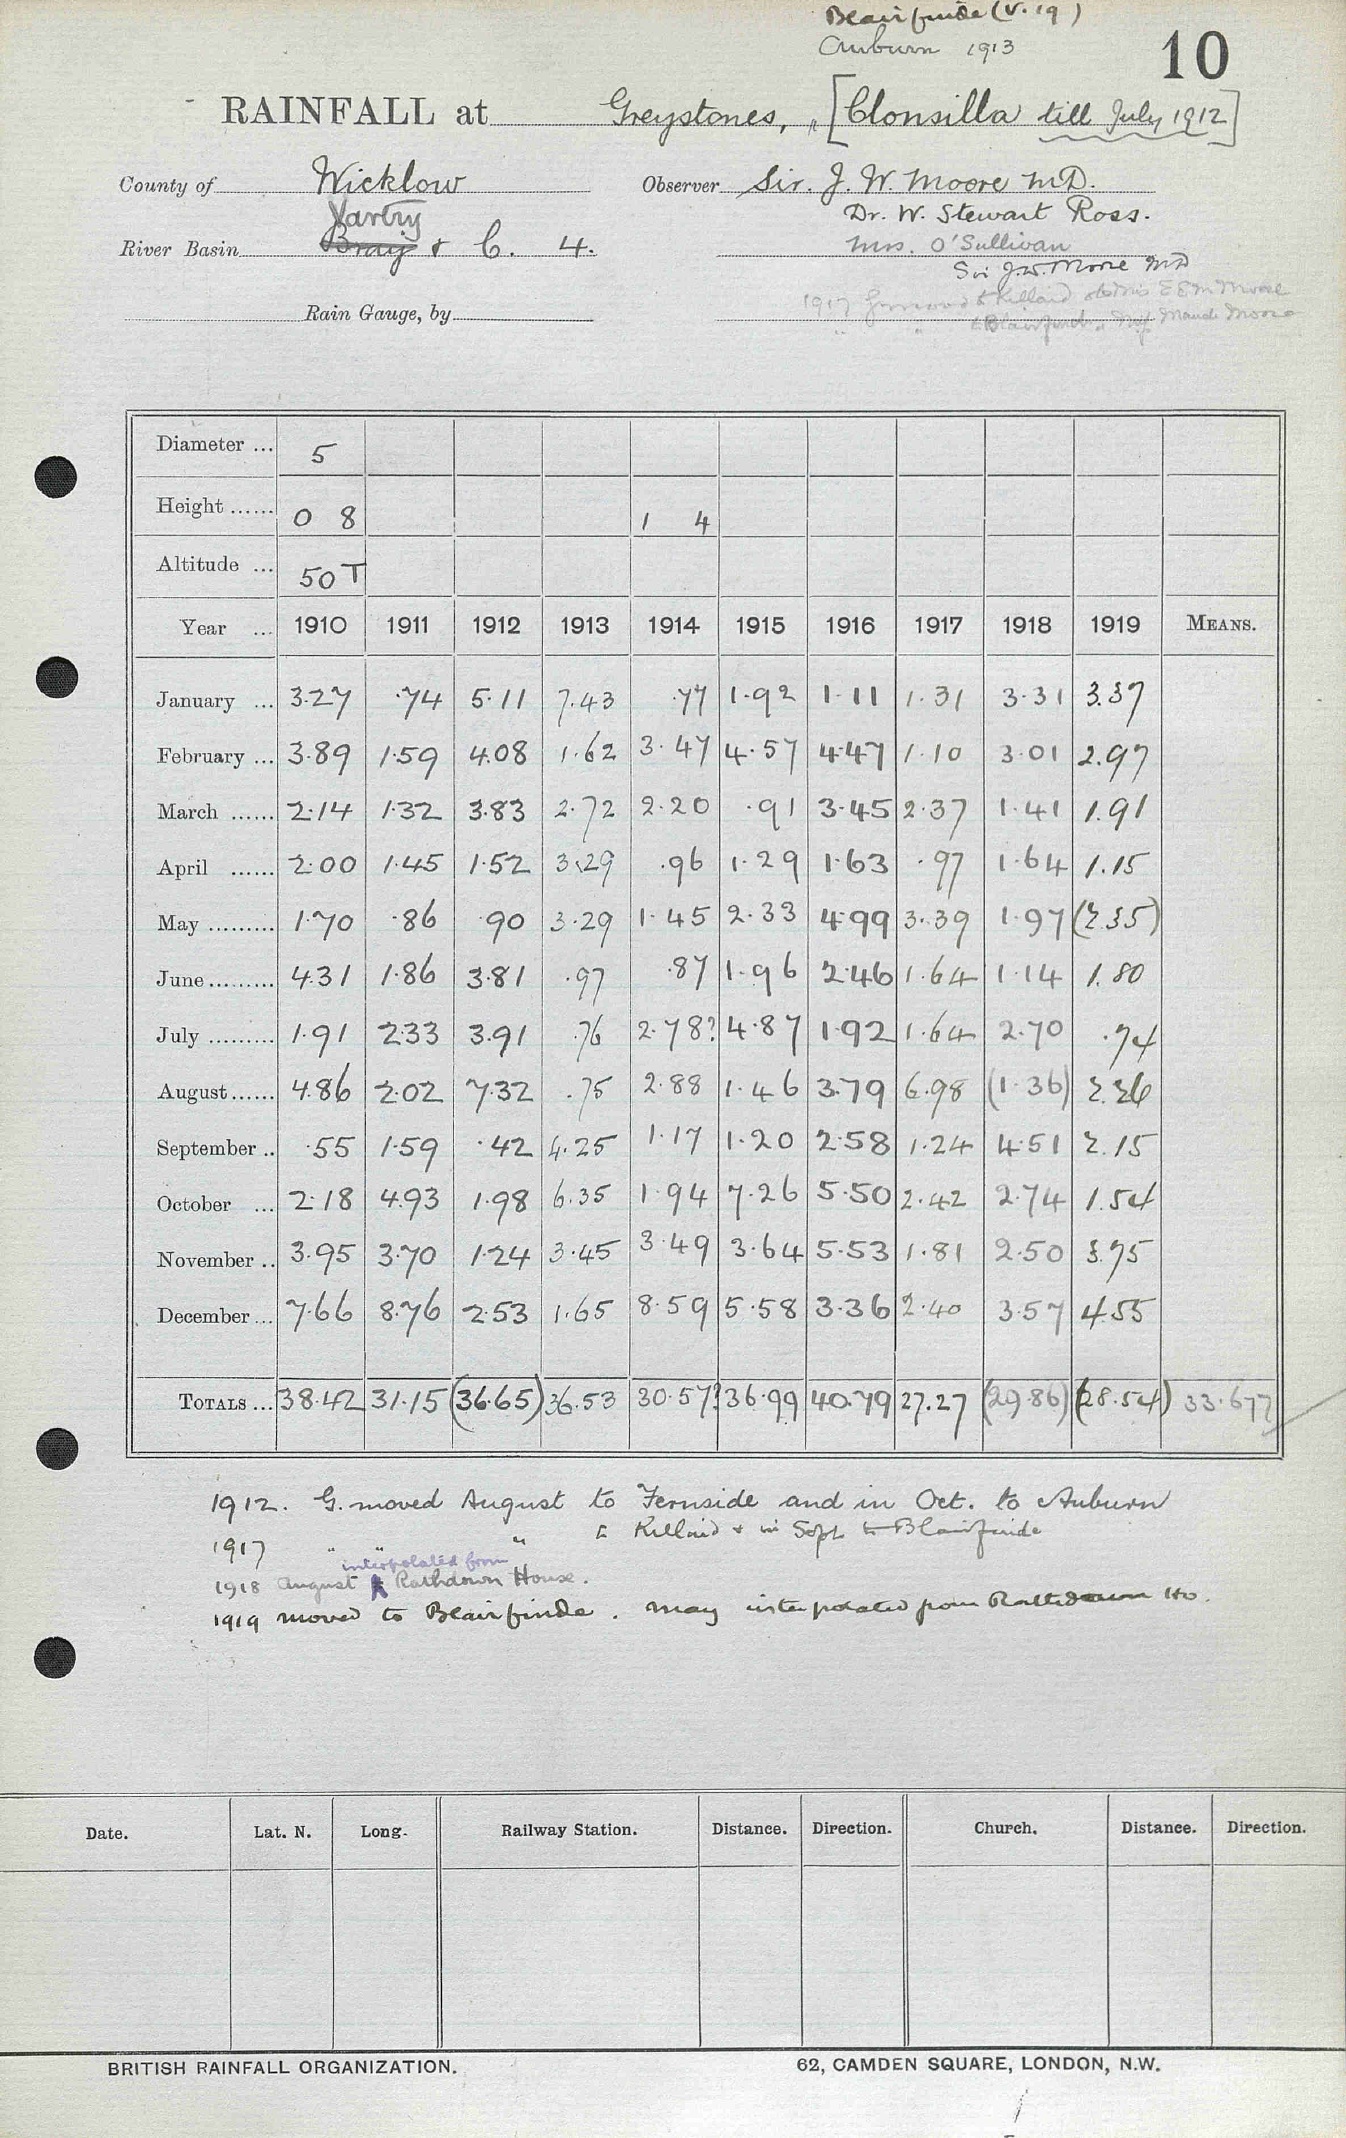 Blairfinde (v. 19)
Auburn 1913
10
RAINFALL at Greystones, „ [Clonsilla till July 1912]
County of Wicklow Observer Sir. J. W. Moore MD.
Vartry Dr. W. Stewart Ross.
River Basin Bray & C. 4. Mrs. O'Sullivan
Sir J. W. Moore MD
Rain Gauge, by 1917 to Killaid Miss E E M Moore
" " to Blairfinde „ Miss Maude Moore
Diameter ... 5
Height ...... 0 8 1 4
Altitude ... 50 T
Year ... 1910 1911 1912 1913 1914 1915 1916 1917 1918 1919 MEANS.
January ... 3.27 .74 5.11 7.43 .77 1.92 1.11 1.31 3.31 3.37
February ... 3.89 1.59 4.08 1.62 3.47 4.57 4.47 1.10 3.01 2.97
March ...... 2.14 1.32 3.83 2.72 2.20 .91 3.45 2.37 1.41 1.91
April ...... 2.00 1.45 1.52 3.29 .96 1.29 1.63 .97 1.64 1.15
May ......... 1.70 .86 .90 3.29 1.45 2.33 4.99 3.39 1.97 (2.35)
June ......... 4.31 1.86 3.81 .97 .87 1.96 2.46 1.64 1.14 1.80
July ......... 1.91 2.33 3.91 .76 2.78? 4.87 1.92 1.64 2.70 .74
August...... 4.86 2.02 7.32 .75 2.88 1.46 3.79 6.98 (1.36) 2.26
September .. .55 1.59 .42 4.25 1.17 1.20 2.58 1.24 4.51 2.15
October ... 2.18 4.93 1.98 6.35 1.94 7.26 5.50 2.42 2.74 1.54
November .. 3.95 3.70 1.24 3.45 3.49 3.64 5.53 1.81 2.50 3.75
December ... 7.66 8.76 2.53 1.65 8.59 5.58 3.36 2.40 3.57 4.55
TOTALS ... 38.42 31.15 (36.65) 36.53 30.57? 36.99 40.79 27.27 (29.86) (28.54) 33.677
1912. G. moved August to Fernside and in Oct. to Auburn
1917 " " " to Killaid & in Sept to Blairfinde
interpolated from
1918 August Rathdown House.
1919 moved to Blairfinde. May interpolated from Rathdown Ho.
Date. Lat. N. Long. Railway Station. Distance. Direction. Church. Distance. Direction.
BRITISH RAINFALL ORGANIZATION. 62, CAMDEN SQUARE, LONDON, N.W.